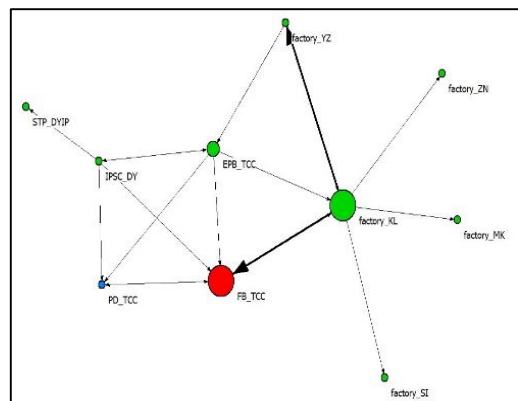 factory_YZ
factory_ZN
STP_DYIP
EPB_TCC
IPSC_DY
factory_KL
factory_MK
PD_TCC
FB_TCC
factory_SI